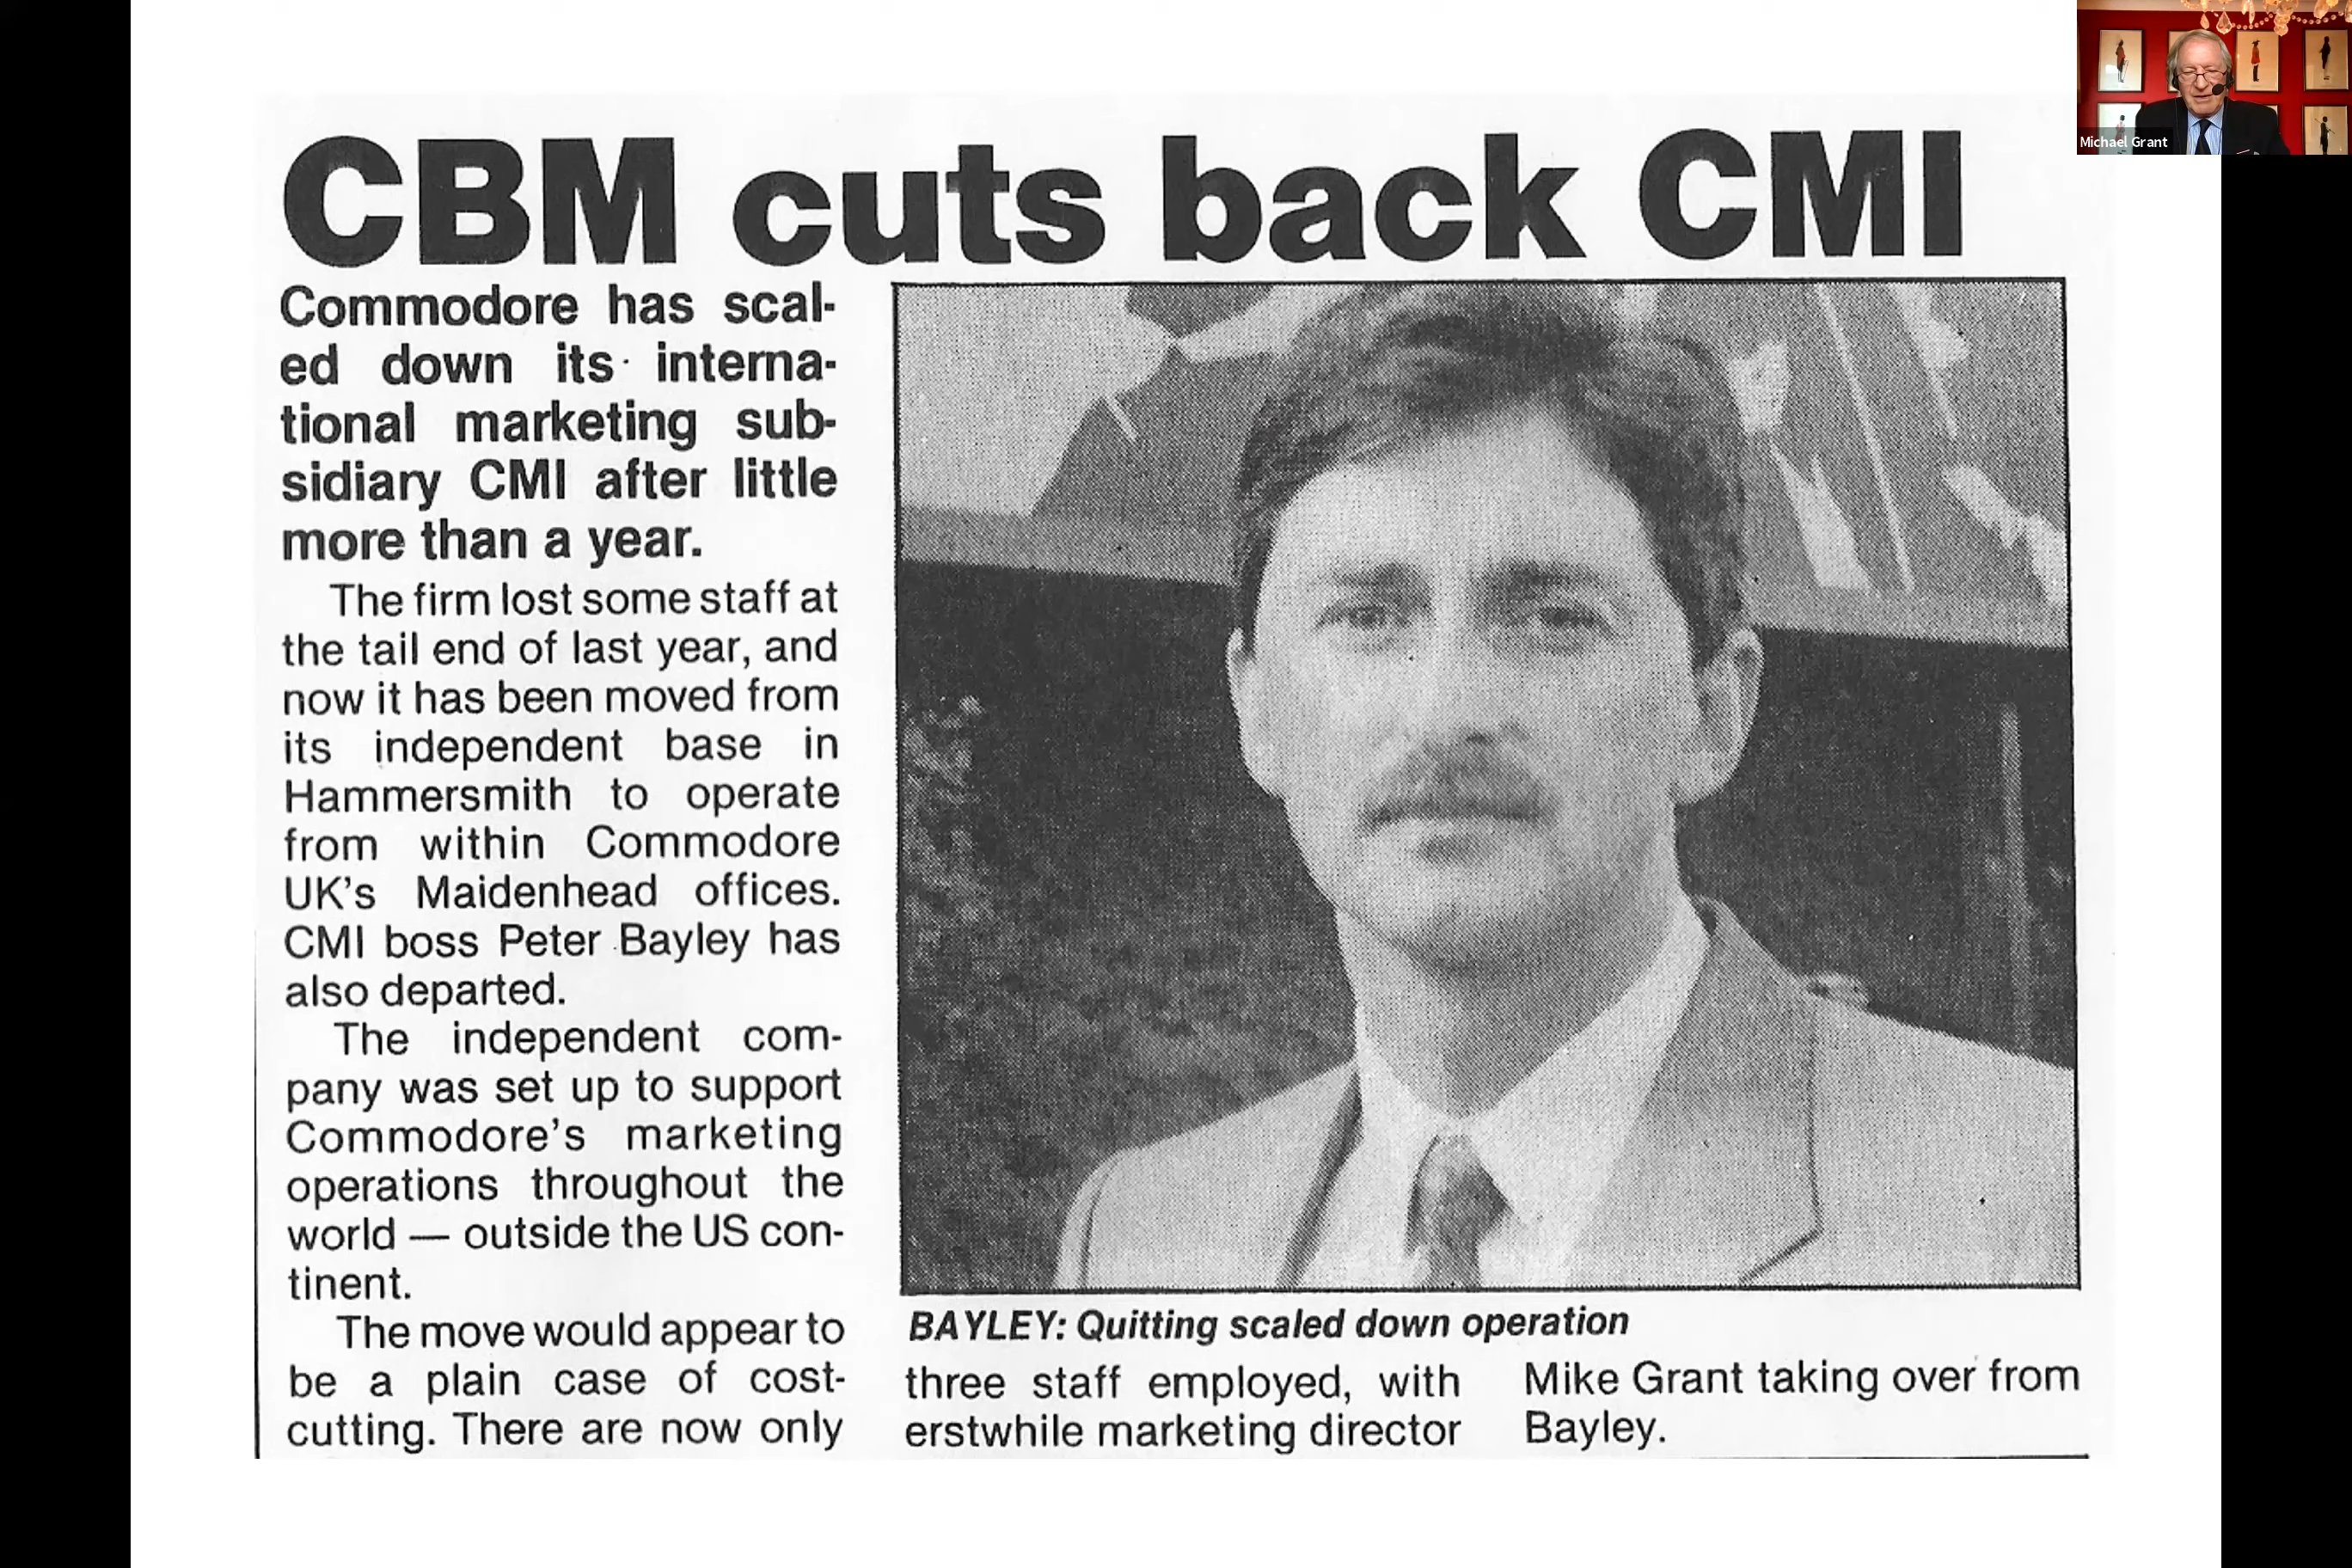 CBM cuts back CMI
Commodore has scal-
ed down its interna-
tional marketing sub-
sidiary CMI after little
more than a year.
The firm lost some staff at
the tail end of last year, and
now it has been moved from
its independent base in
Hammersmith to operate
from within Commodore
UK's Maidenhead offices.
CMI boss Peter Bayley has
also departed.
The independent com-
pany was set up to support
Commodore's marketing
operations throughout the
world — outside the US con-
tinent.
The move would appear to
be a plain case of cost-
cutting. There are now only
BAYLEY: Quitting scaled down operation
three staff employed, with
erstwhile marketing director
Mike Grant taking over from
Bayley.
Michael Grant